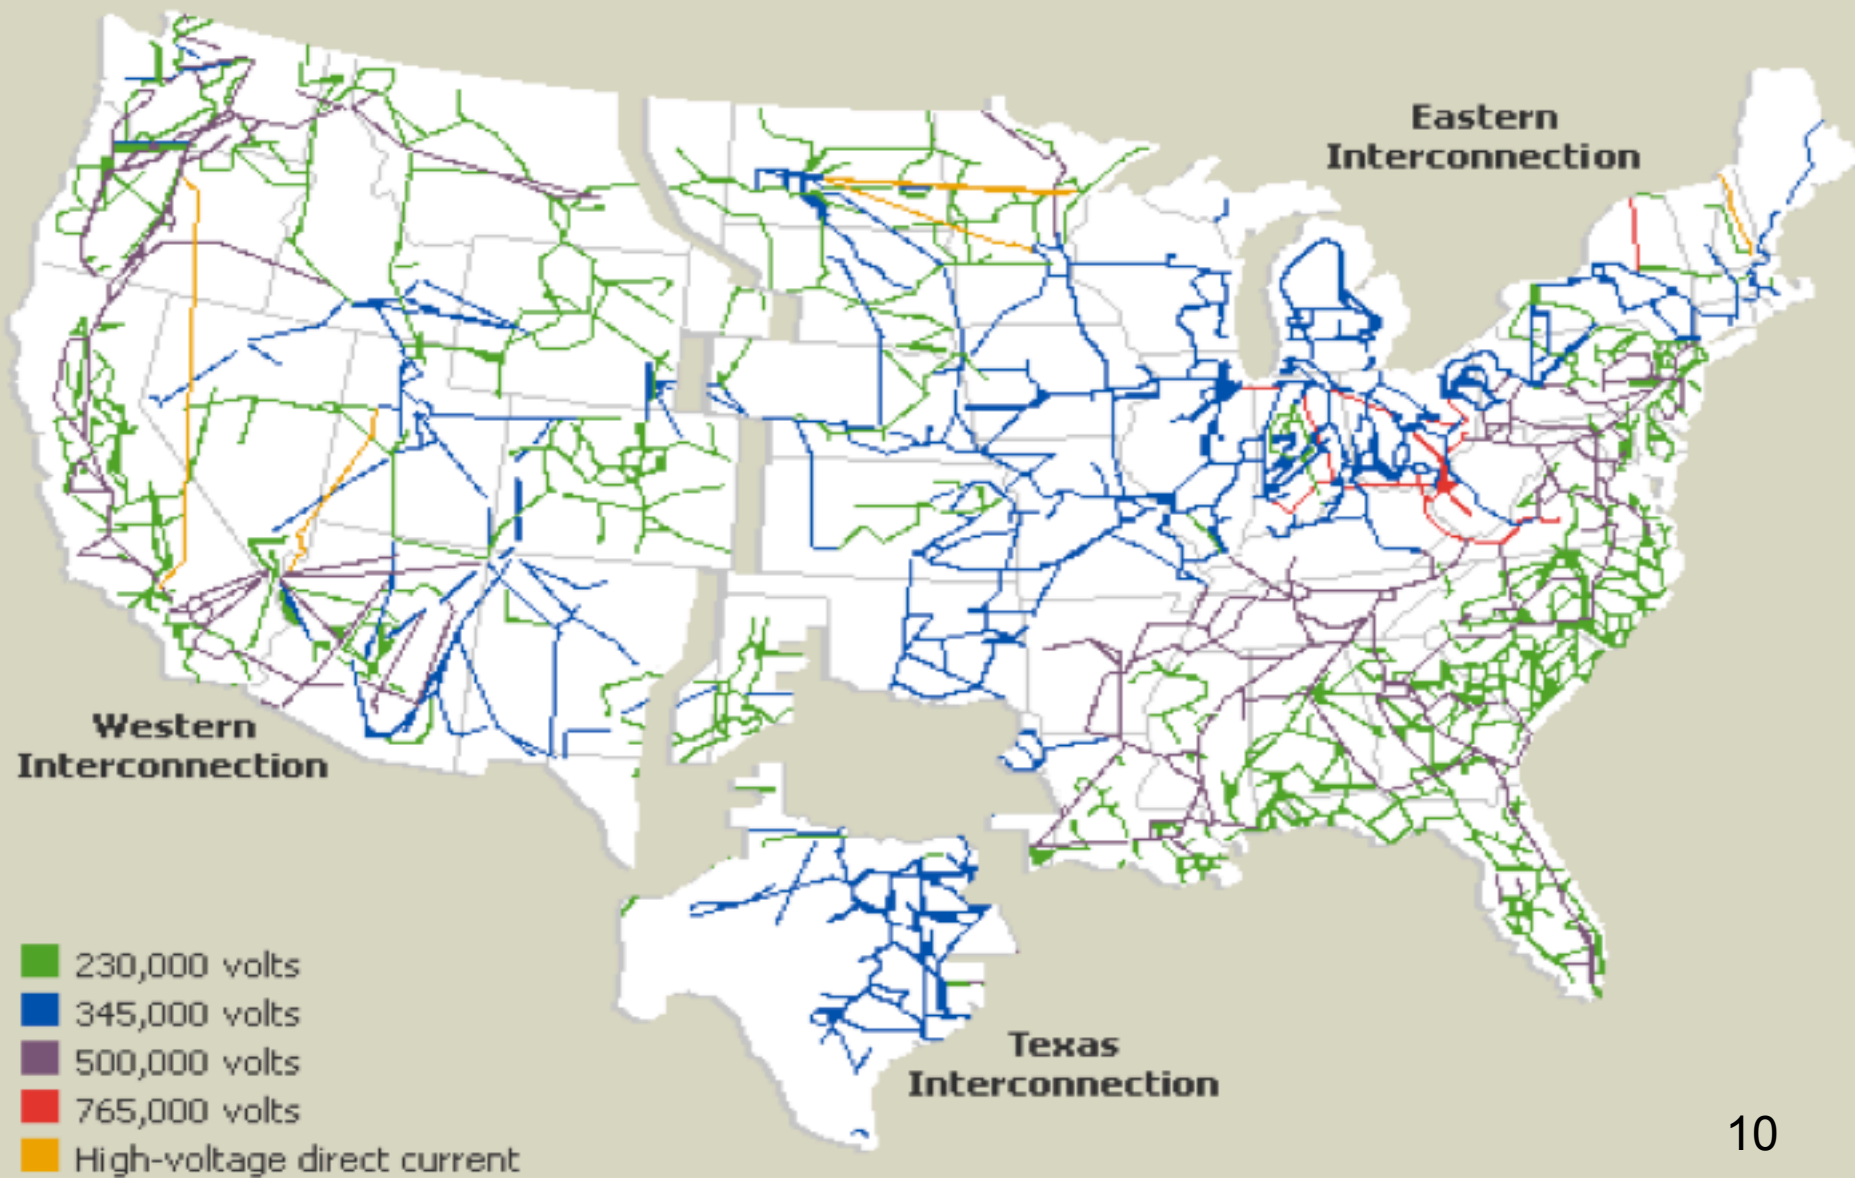 Eastern
Interconnection
Western
Interconnection
Texas
Interconnection
230,000 volts
345,000 volts
500,000 volts
765,000 volts
High-voltage direct current
10